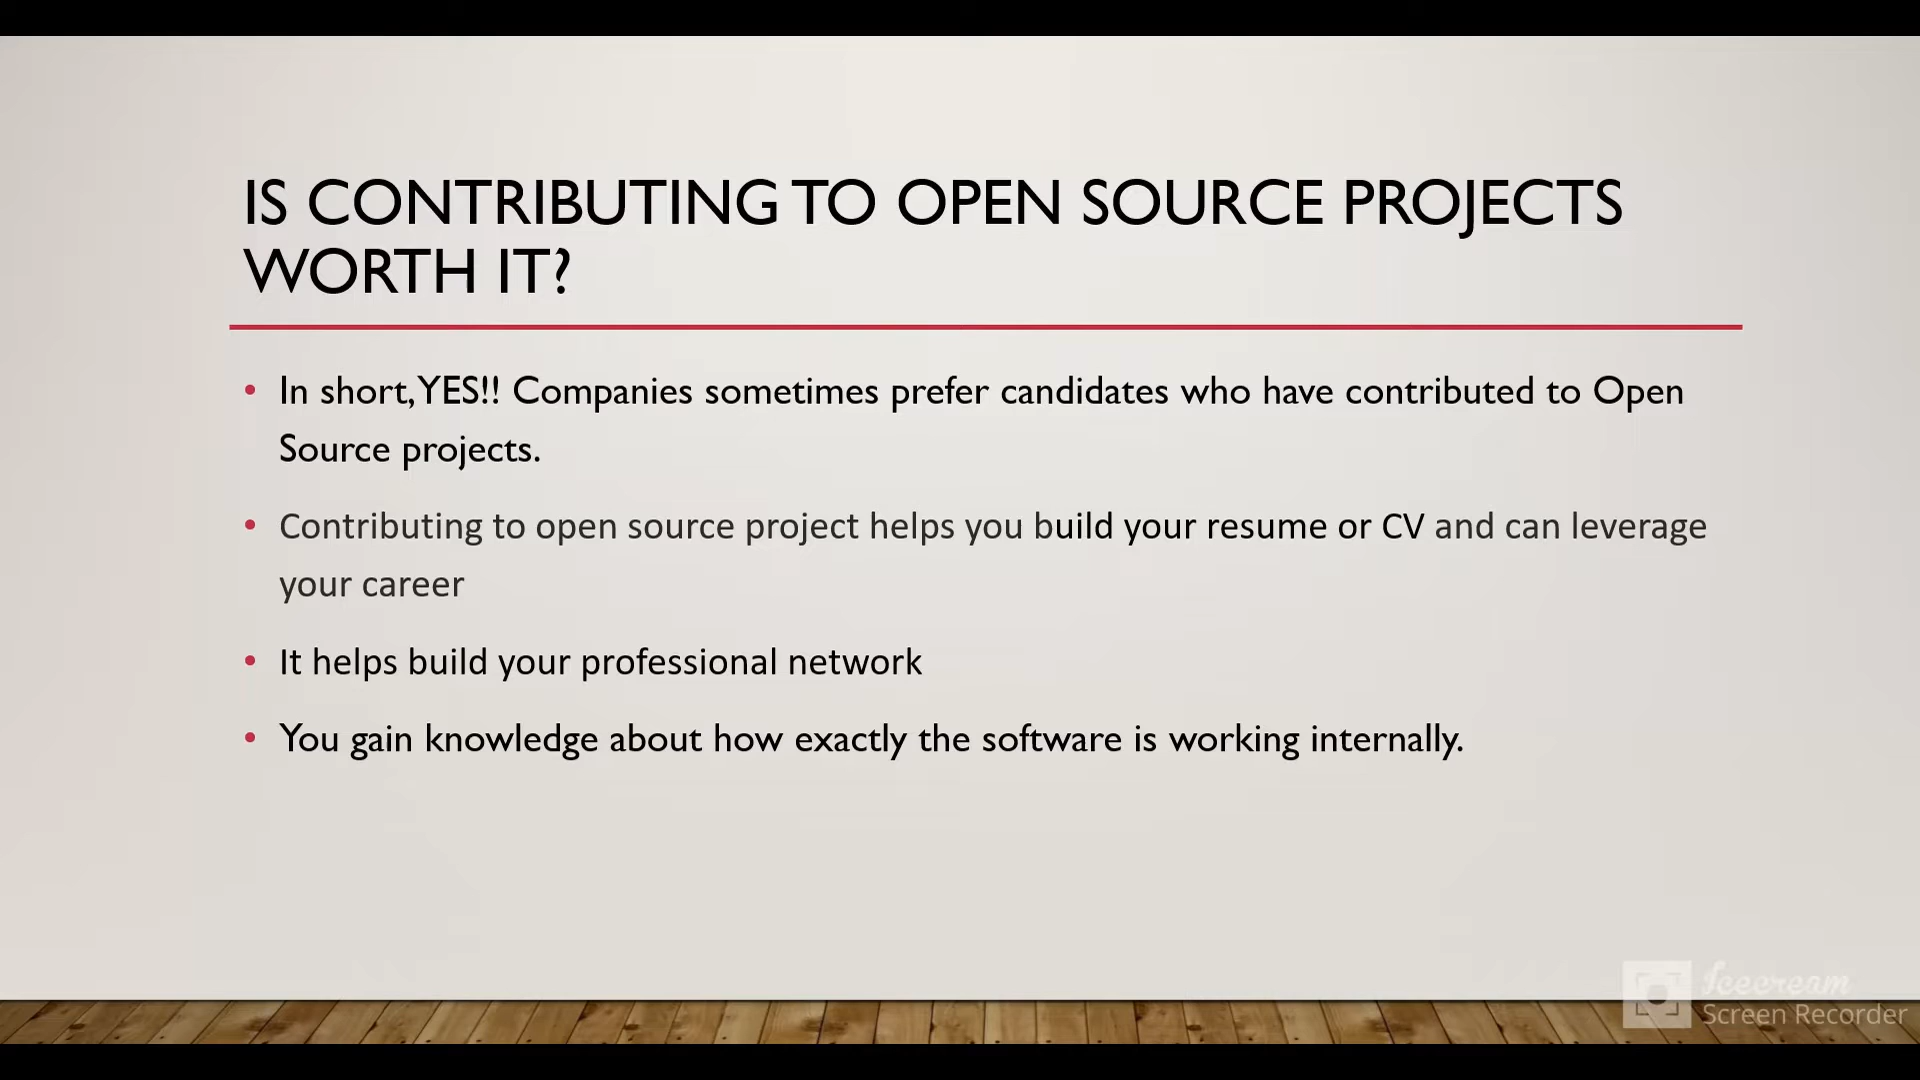 IS CONTRIBUTING TO OPEN SOURCE PROJECTS
WORTH IT?
• In short, YES!! Companies sometimes prefer candidates who have contributed to Open
Source projects.
• Contributing to open source project helps you build your resume or CV and can leverage
your career
• It helps build your professional network
• You gain knowledge about how exactly the software is working internally.
Icecream
Screen Recorder